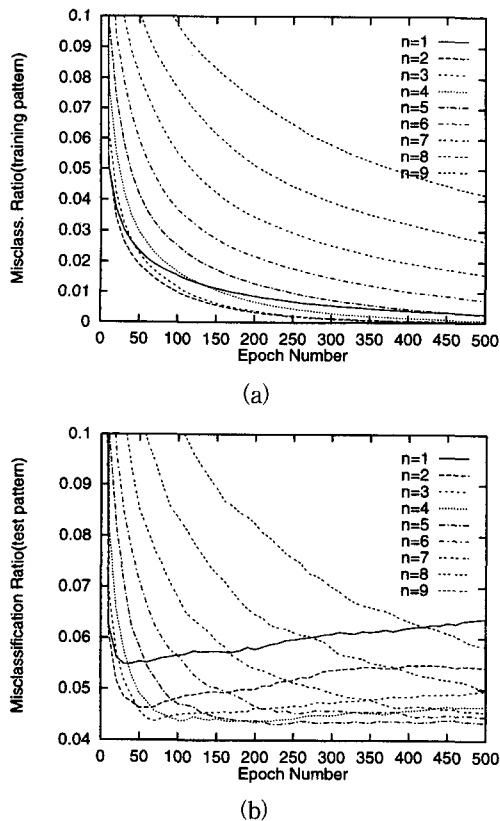 0.1
0.09
0.08
0.07
0.06
0.05
0.04
0.03
0.02
0.01
0
Misclass. Ratio(training pattern)
n=1
n=2
n=3
n=4
n=5
n=6
n=7
n=8
n=9
0 50 100 150 200 250 300 350 400 450 500
Epoch Number
(a)
0.1
0.09
0.08
0.07
0.06
0.05
0.04
Misclassification Ratio(test pattern)
n=1
n=2
n=3
n=4
n=5
n=6
n=7
n=8
n=9
0 50 100 150 200 250 300 350 400 450 500
Epoch Number
(b)